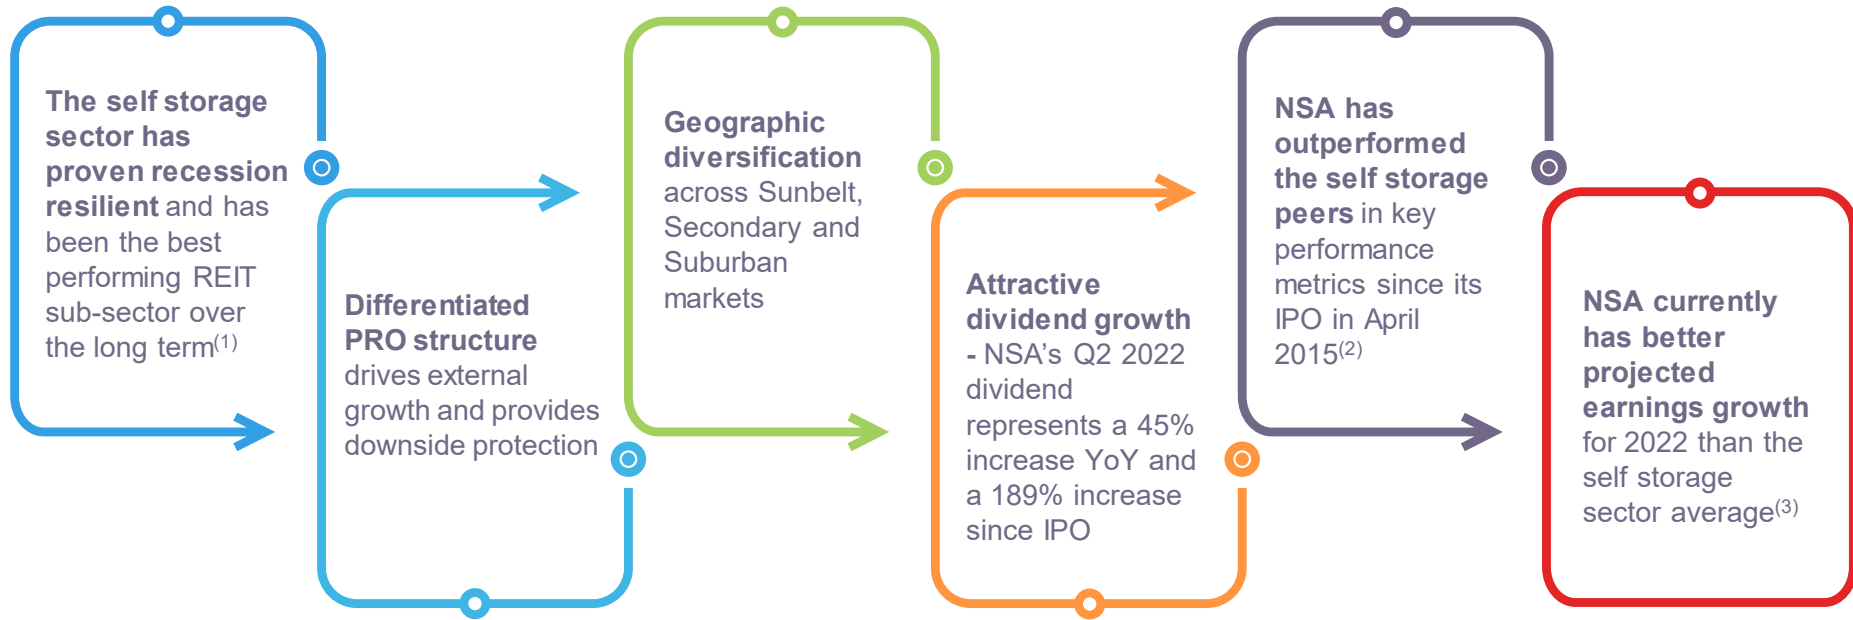 The self storage
sector has
proven recession
resilient and has
been the best
performing REIT
sub-sector over
the long term(1)
Differentiated
PRO structure
drives external
growth and provides
downside protection
Geographic
diversification
across Sunbelt,
Secondary and
Suburban
markets
Attractive
dividend growth
- NSA’s Q2 2022
dividend
represents a 45%
increase YoY and
a 189% increase
since IPO
NSA has
outperformed
the self storage
peers in key
performance
metrics since its
IPO in April
2015(2)
NSA currently
has better
projected
earnings growth
for 2022 than the
self storage
sector average(3)